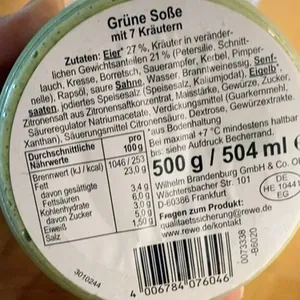 Grüne Soße
mit 7 Kräutern
Zutaten: Eier* 27 %, Kräuter in veränder-
lichen Gewichtsanteilen 21 % (Petersilie, Schnitt-
lauch, Kresse, Borretsch, Sauerampfer, Kerbel, Pimper-
nelle), Rapsöl, saure Sahne, Wasser, Branntweinessig, Senf-
saaten, jodiertes Speisesalz (Speisesalz, Kaliumjodat), Eigelb*,
Zitronensaft aus Zitronensaftkonzentrat, Maisstärke, Gewürze, Zucker,
Säureregulator Natriumacetate, Verdickungsmittel (Guarkernmehl,
Xanthan), Säuerungsmittel Citronensäure, Dextrose, Gewürzextrakte.
*aus Bodenhaltung
Durchschnittliche
Nährwerte 100 g
Brennwert (kJ / kcal) 1046 / 253
Fett 23,0 g
davon gesättigte
Fettsäuren 3,4 g
Kohlenhydrate 6,0 g
davon Zucker 3,0 g
Eiweiß 5,0 g
Salz 1,50 g
Bei maximal +7 °C mindestens haltbar
bis: siehe Aufdruck Becherrand.
500 g / 504 ml e
Wilhelm Brandenburg GmbH & Co. OHG
Wächtersbacher Str. 101
D-60386 Frankfurt
DE
HE 10441
EG
Fragen zum Produkt?
qualitaetssicherung@rewe.de
www.rewe.de/kontakt
0073338
-B6020
3010244
4 006784 076046